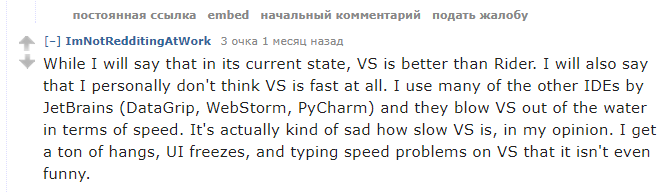 постоянная ссылка embed начальный комментарий подать жалобу
[–] ImNotRedditingAtWork 3 очка 1 месяц назад
While I will say that in its current state, VS is better than Rider. I will also say
that I personally don't think VS is fast at all. I use many of the other IDEs by
JetBrains (DataGrip, WebStorm, PyCharm) and they blow VS out of the water
in terms of speed. It's actually kind of sad how slow VS is, in my opinion. I get
a ton of hangs, UI freezes, and typing speed problems on VS that it isn't even
funny.